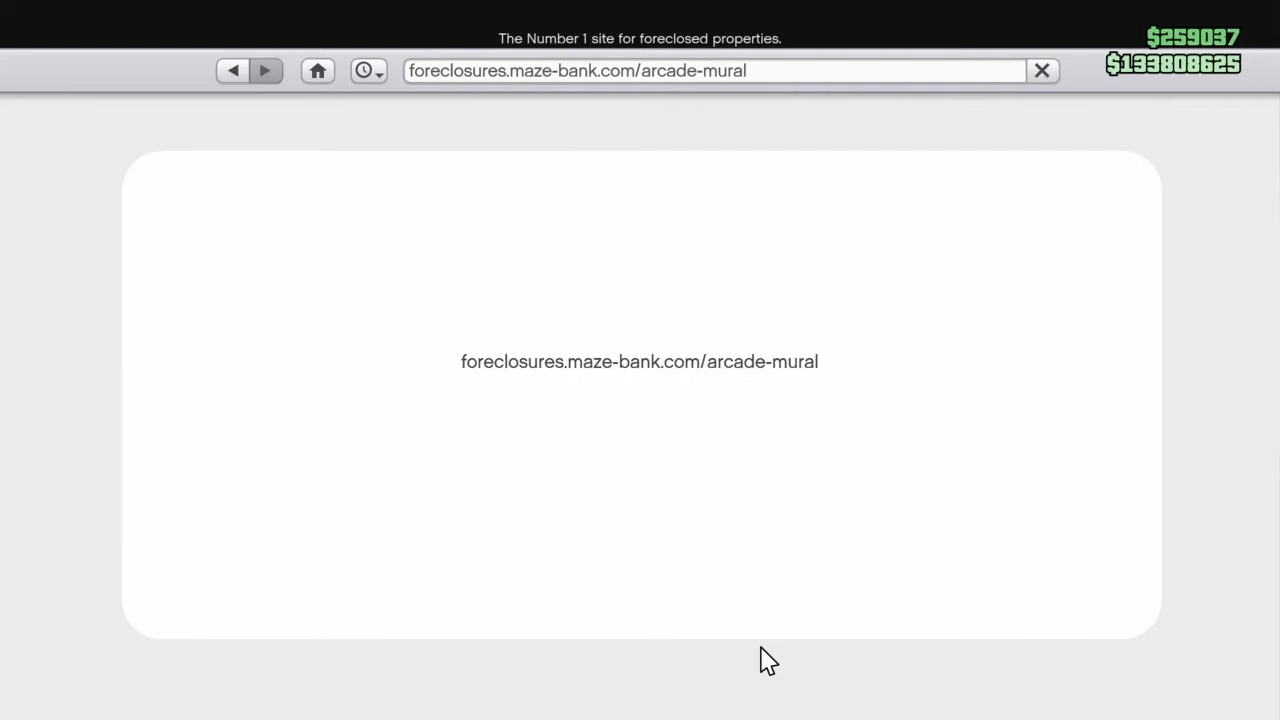 The Number 1 site for foreclosed properties.
$259037
foreclosures.maze-bank.com/arcade-mural
$133808625
foreclosures.maze-bank.com/arcade-mural